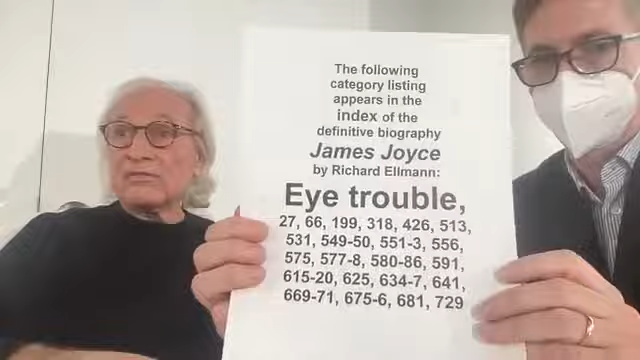 The following
category listing
appears in the
index of the
definitive biography
James Joyce
by Richard Ellmann:
Eye trouble,
27, 66, 199, 318, 426, 513,
531, 549-50, 551-3, 556,
575, 577-8, 580-86, 591,
615-20, 625, 634-7, 641,
669-71, 675-6, 681, 729